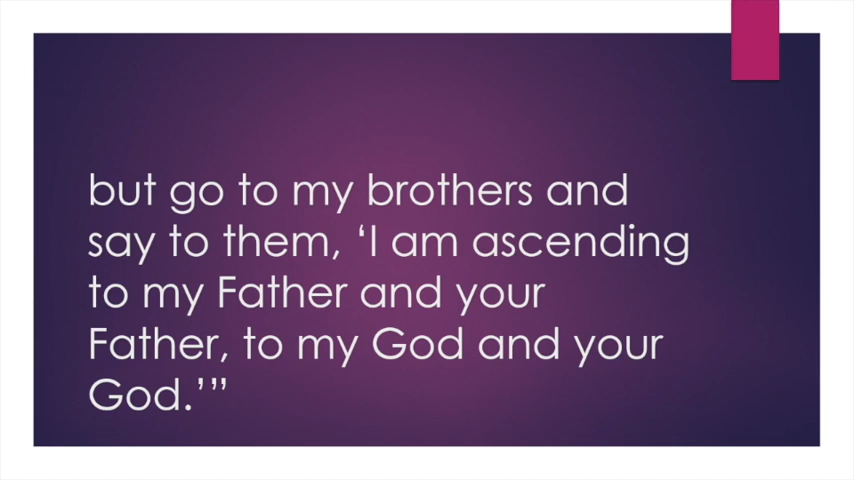 but go to my brothers and
say to them, ‘I am ascending
to my Father and your
Father, to my God and your
God.’”